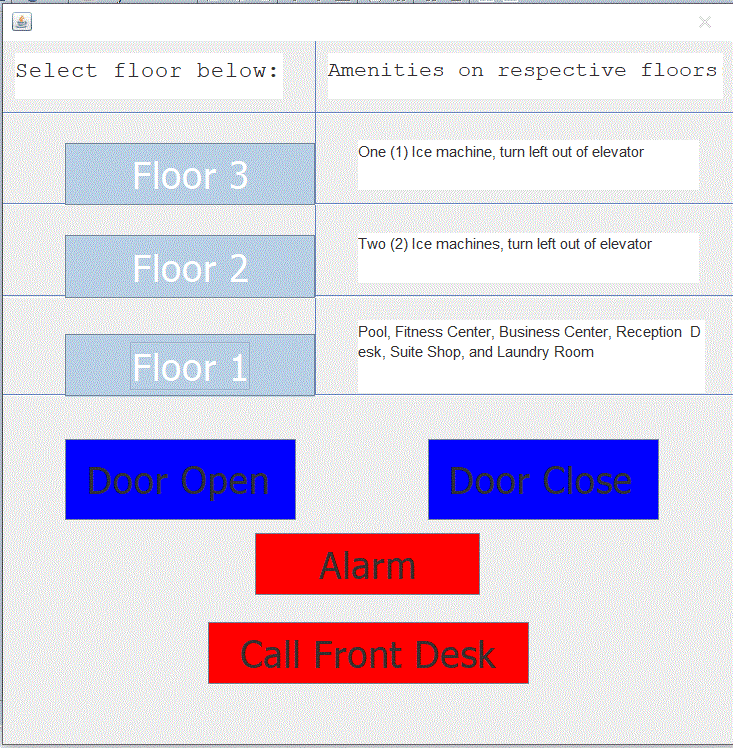 Select floor below:
Amenities on respective floors
Floor 3
One (1) Ice machine, turn left out of elevator
Floor 2
Two (2) Ice machines, turn left out of elevator
Floor 1
Pool, Fitness Center, Business Center, Reception  D
esk, Suite Shop, and Laundry Room
Door Open
Door Close
Alarm
Call Front Desk